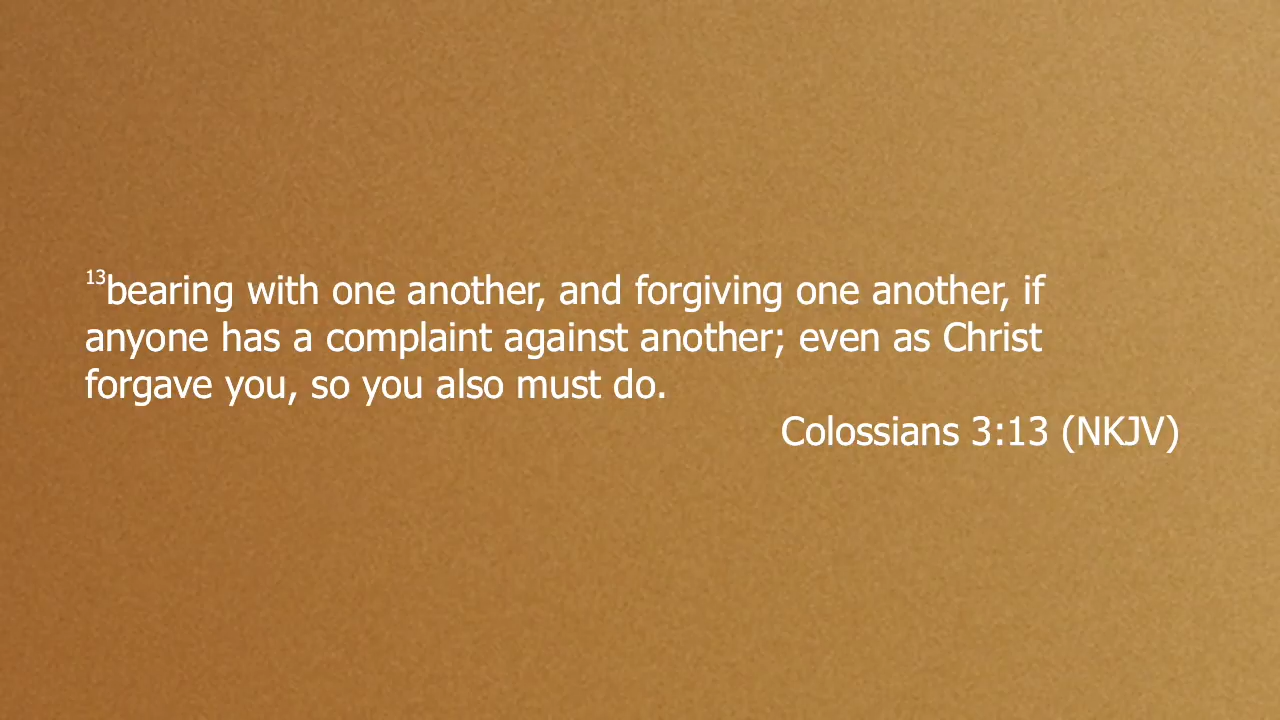 13bearing with one another, and forgiving one another, if
anyone has a complaint against another; even as Christ
forgave you, so you also must do.
Colossians 3:13 (NKJV)